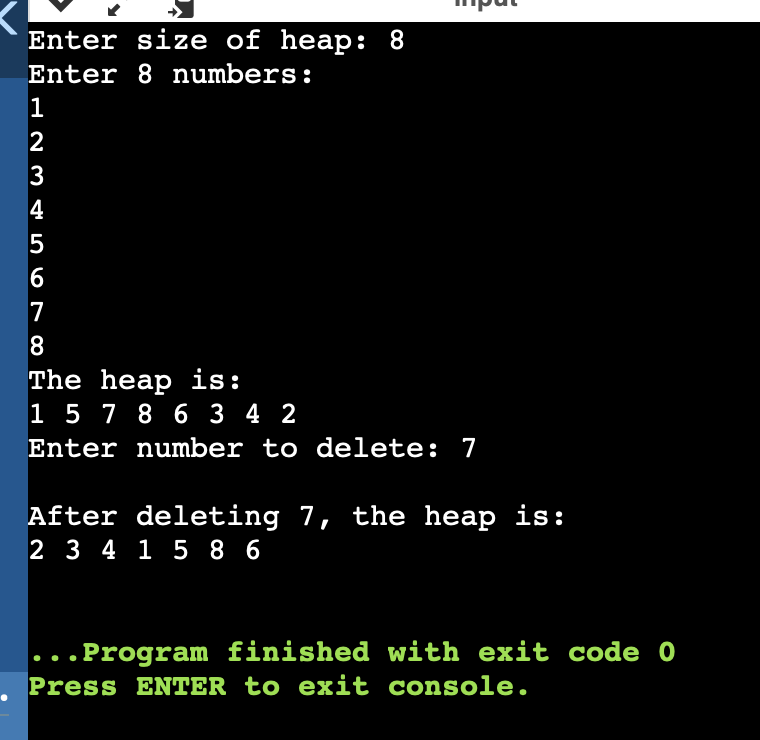 input
Enter size of heap: 8
Enter 8 numbers:
1
2
3
4
5
6
7
8
The heap is:
1 5 7 8 6 3 4 2
Enter number to delete: 7
After deleting 7, the heap is:
2 3 4 1 5 8 6
...Program finished with exit code 0
Press ENTER to exit console.